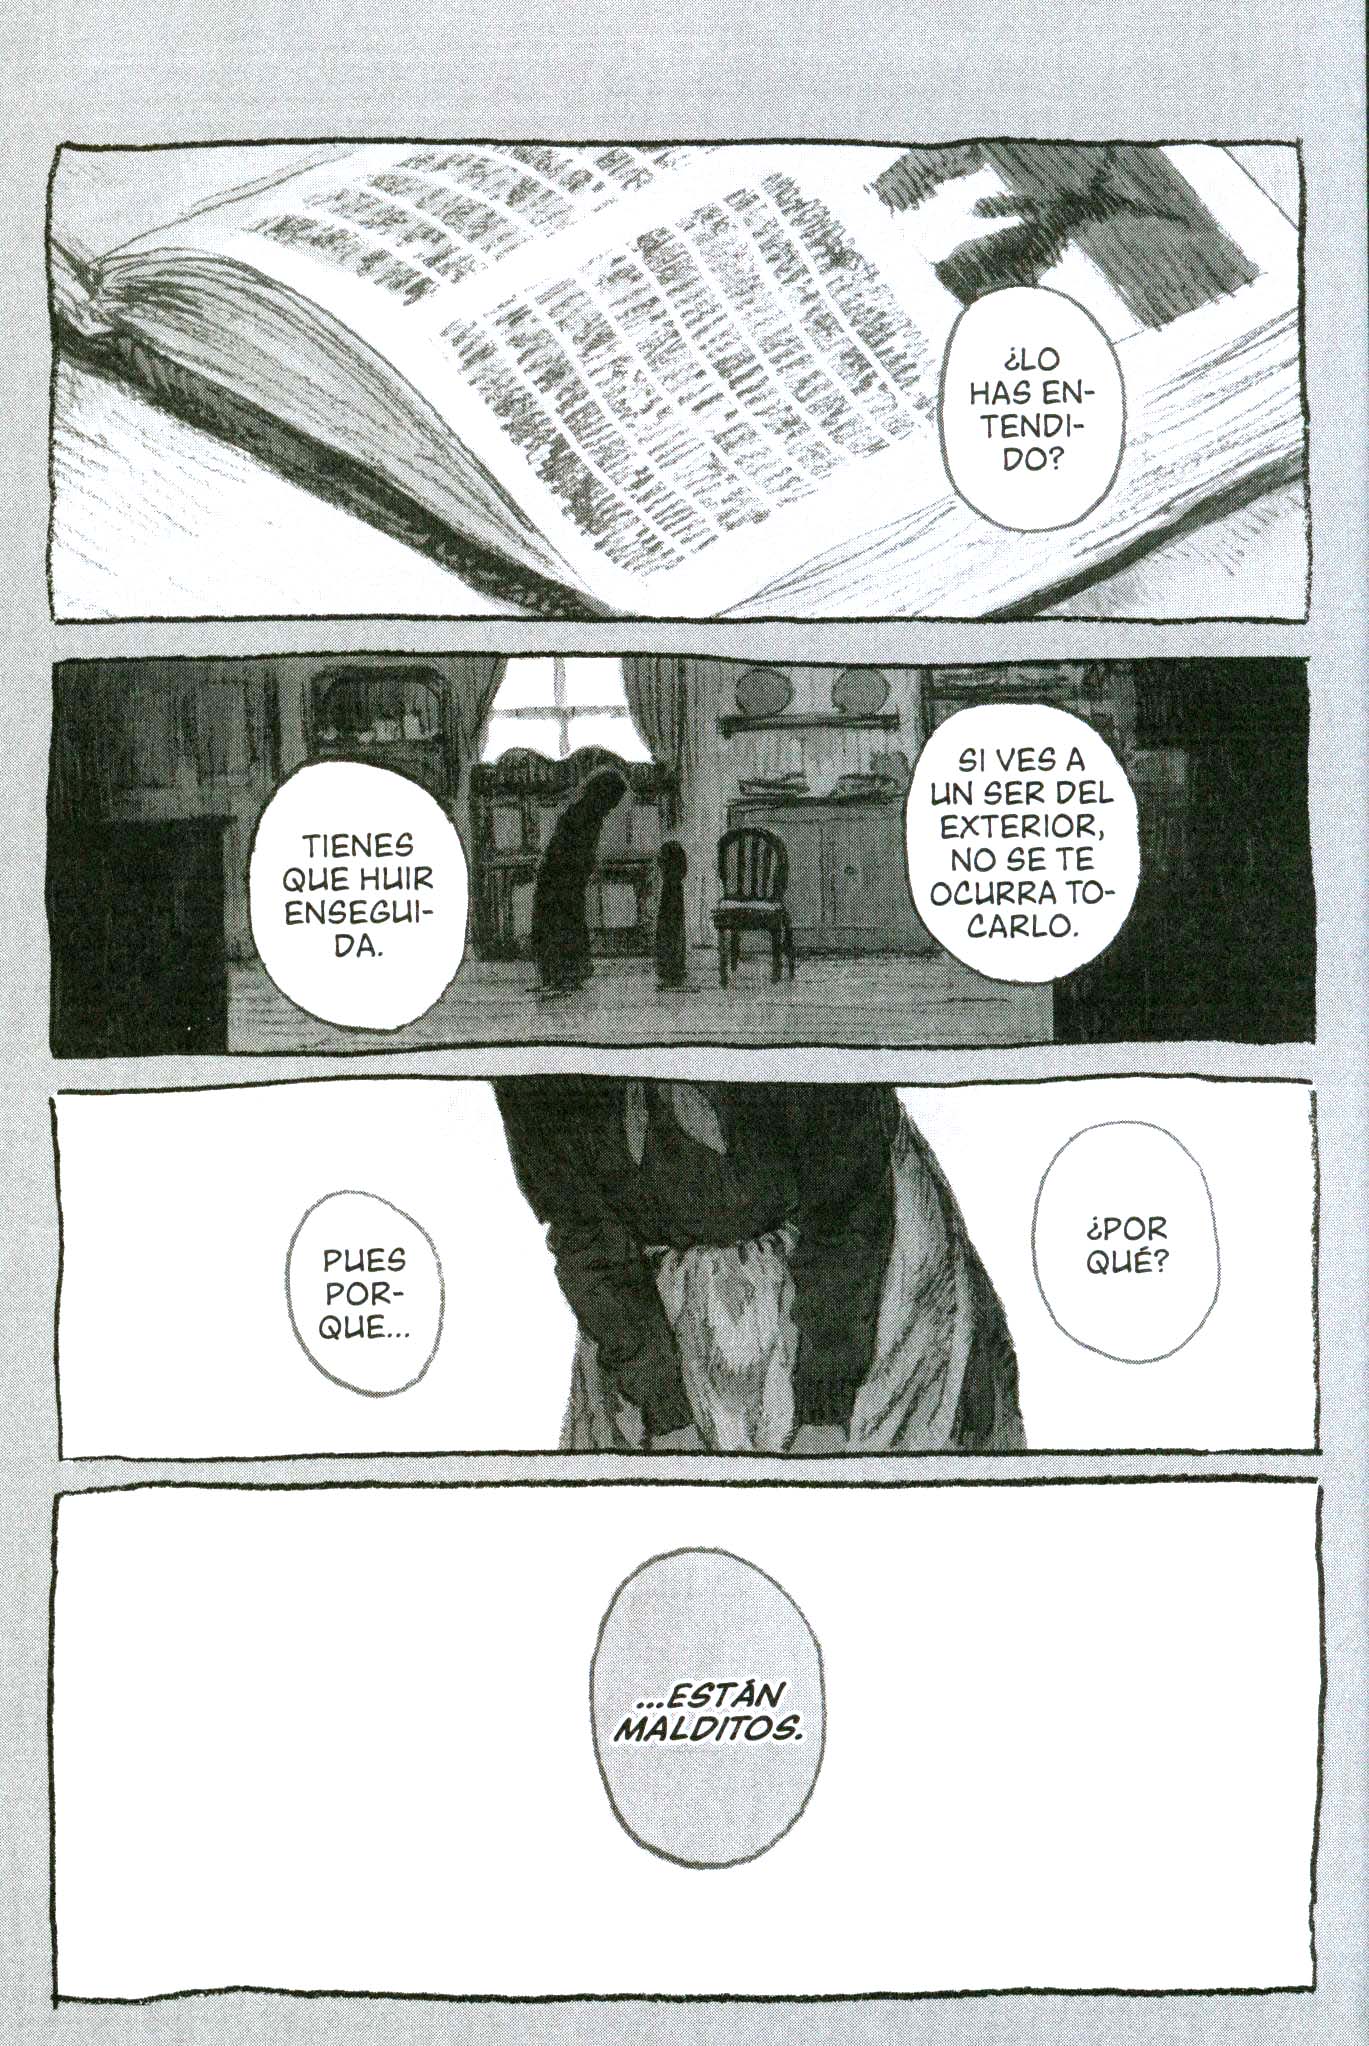 ¿LO
HAS EN-
TENDI-
DO?
SI VES A
UN SER DEL
EXTERIOR,
NO SE TE
OCURRA TO-
CARLO.
TIENES
QUE HUIR
ENSEGUI-
DA.
¿POR
QUÉ?
PUES
POR-
QUE...
...ESTÁN
MALDITOS.